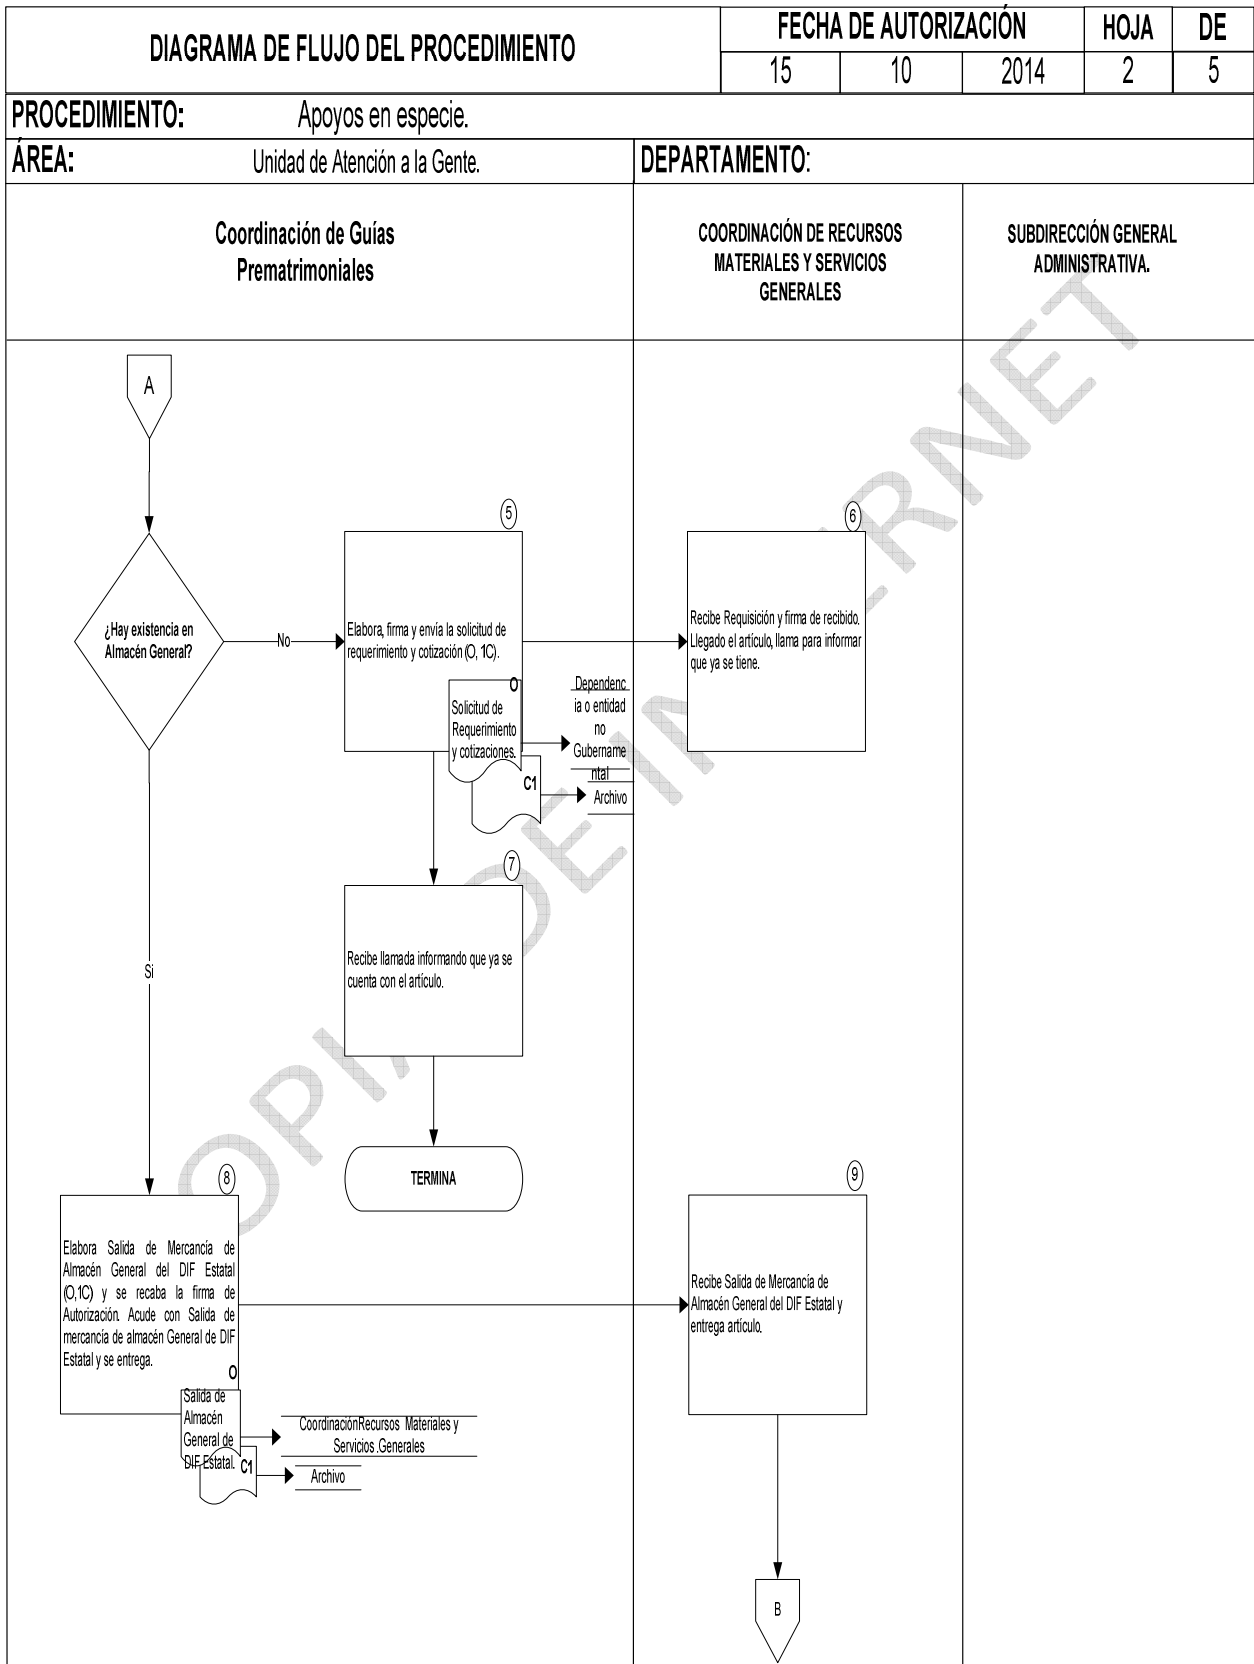 DIAGRAMA DE FLUJO DEL PROCEDIMIENTO
FECHA DE AUTORIZACIÓN
HOJA
DE
15
10
2014
2
5
PROCEDIMIENTO:
Apoyos en especie.
ÁREA:
Unidad de Atención a la Gente.
DEPARTAMENTO:
Coordinación de Guías
Prematrimoniales
COORDINACIÓN DE RECURSOS
MATERIALES Y SERVICIOS
GENERALES
SUBDIRECCIÓN GENERAL
ADMINISTRATIVA.
A
¿Hay existencia en
Almacén General?
No
5
Elabora, firma y envía la solicitud de
requerimiento y cotización (O, 1C).
O
Solicitud de
Requerimiento
y cotizaciones.
C1
Dependenc
ia o entidad
no
Gubername
ntal
Archivo
6
Recibe Requisición y firma de recibido.
Llegado el artículo, llama para informar
que ya se tiene.
7
Recibe llamada informando que ya se
cuenta con el artículo.
TERMINA
Si
8
Elabora Salida de Mercancía de
Almacén General del DIF Estatal
(O,1C) y se recaba la firma de
Autorización. Acude con Salida de
mercancía de almacén General de DIF
Estatal y se entrega.
O
Salida de
Almacén
General de
DIF Estatal.
C1
CoordinaciónRecursos Materiales y
Servicios .Generales
Archivo
9
Recibe Salida de Mercancía de
Almacén General del DIF Estatal y
entrega artículo.
B
OPIA DE INTERNET